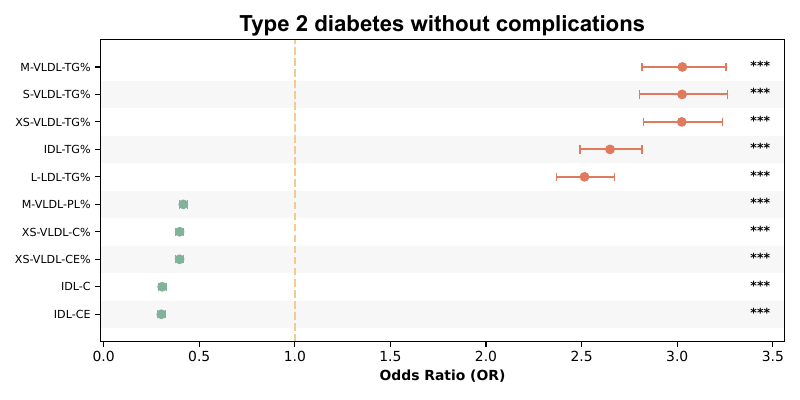 Type 2 diabetes without complications
M-VLDL-TG% ***
S-VLDL-TG% ***
XS-VLDL-TG% ***
IDL-TG% ***
L-LDL-TG% ***
M-VLDL-PL% ***
XS-VLDL-C% ***
XS-VLDL-CE% ***
IDL-C ***
IDL-CE ***
0.0 0.5 1.0 1.5 2.0 2.5 3.0 3.5
Odds Ratio (OR)